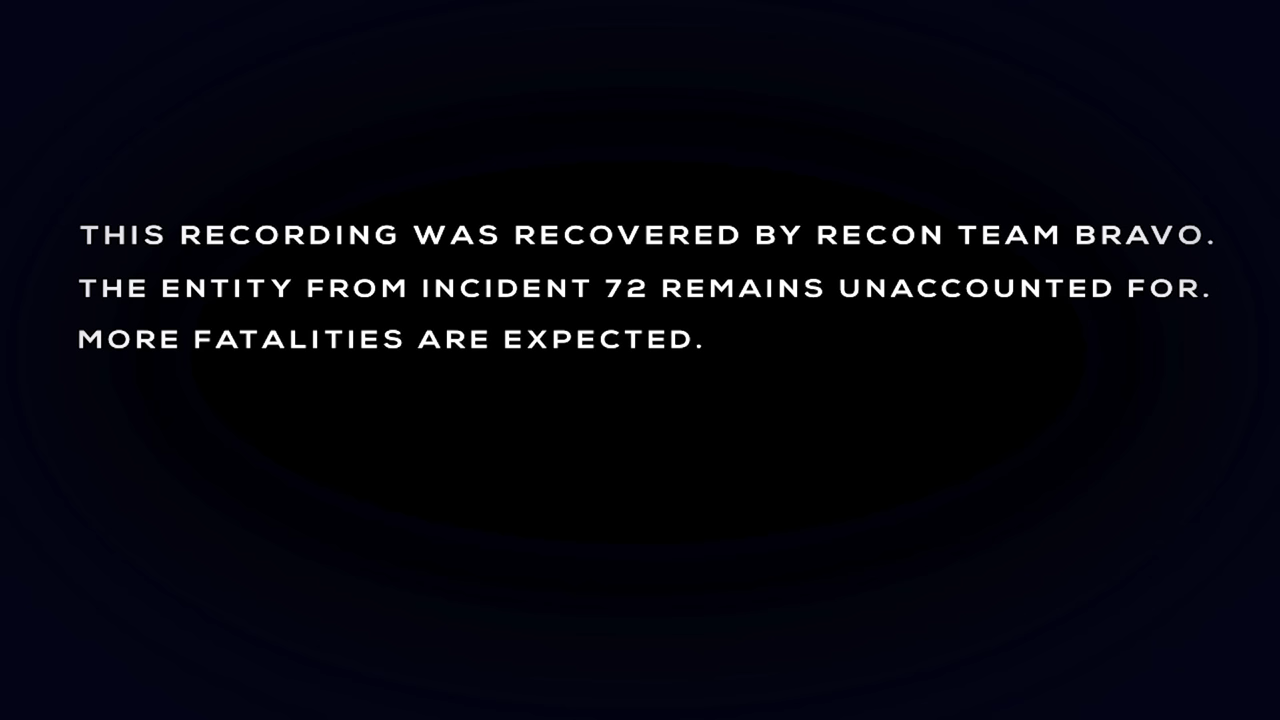 THIS RECORDING WAS RECOVERED BY RECON TEAM BRAVO.
THE ENTITY FROM INCIDENT 72 REMAINS UNACCOUNTED FOR.
MORE FATALITIES ARE EXPECTED.